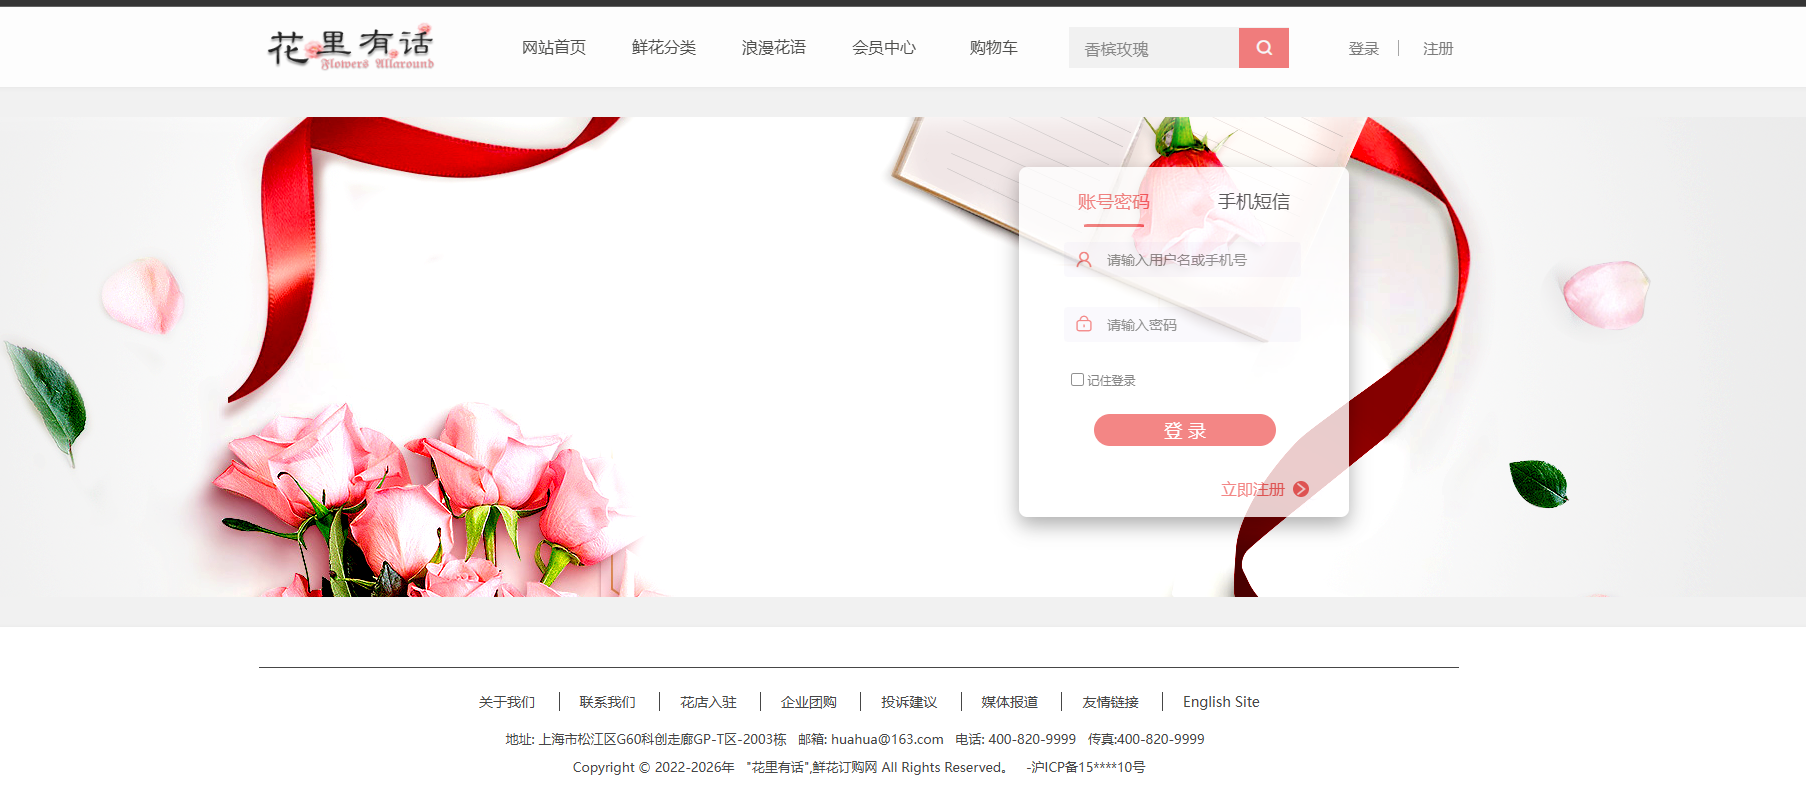 花里有话
Flowers Allaround
网站首页 鲜花分类 浪漫花语 会员中心 购物车 香槟玫瑰 登录 注册
账号密码 手机短信
请输入用户名或手机号
请输入密码
记住登录
登 录
立即注册
关于我们 联系我们 花店入驻 企业团购 投诉建议 媒体报道 友情链接 English Site
地址: 上海市松江区G60科创走廊GP-T区-2003栋 邮箱: huahua@163.com 电话: 400-820-9999 传真:400-820-9999
Copyright © 2022-2026年 "花里有话",鲜花订购网 All Rights Reserved。 -沪ICP备15****10号